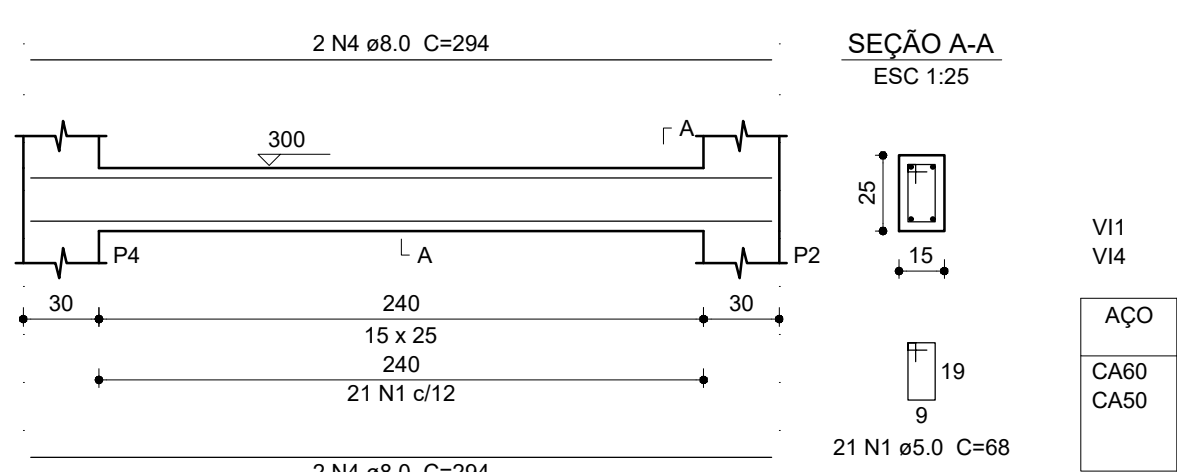 2 N4 ø8.0 C=294
SEÇÃO A-A
ESC 1:25
A
300
25
VI1
P4
A
P2
15
VI4
30
240
30
15 x 25
AÇO
240
19
CA60
21 N1 c/12
CA50
9
21 N1 ø5.0 C=68
2 N4 ø8.0 C=294